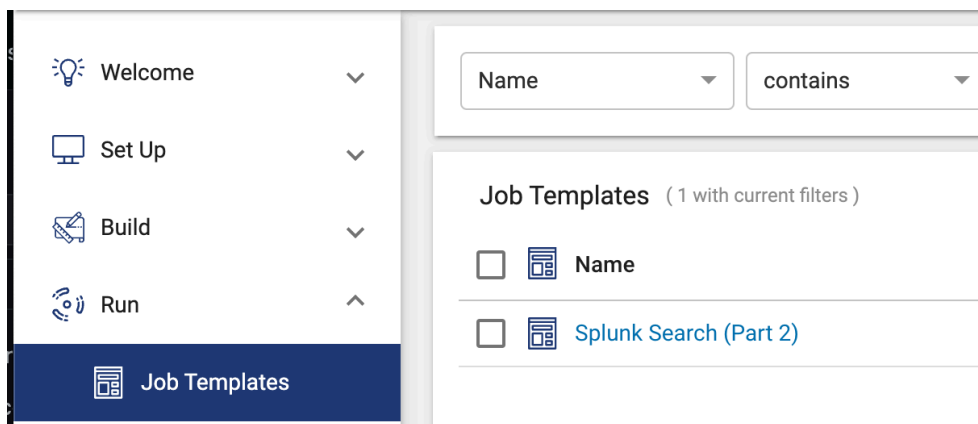 Welcome
Set Up
Build
Run
Job Templates
Name
contains
Job Templates ( 1 with current filters )
Name
Splunk Search (Part 2)